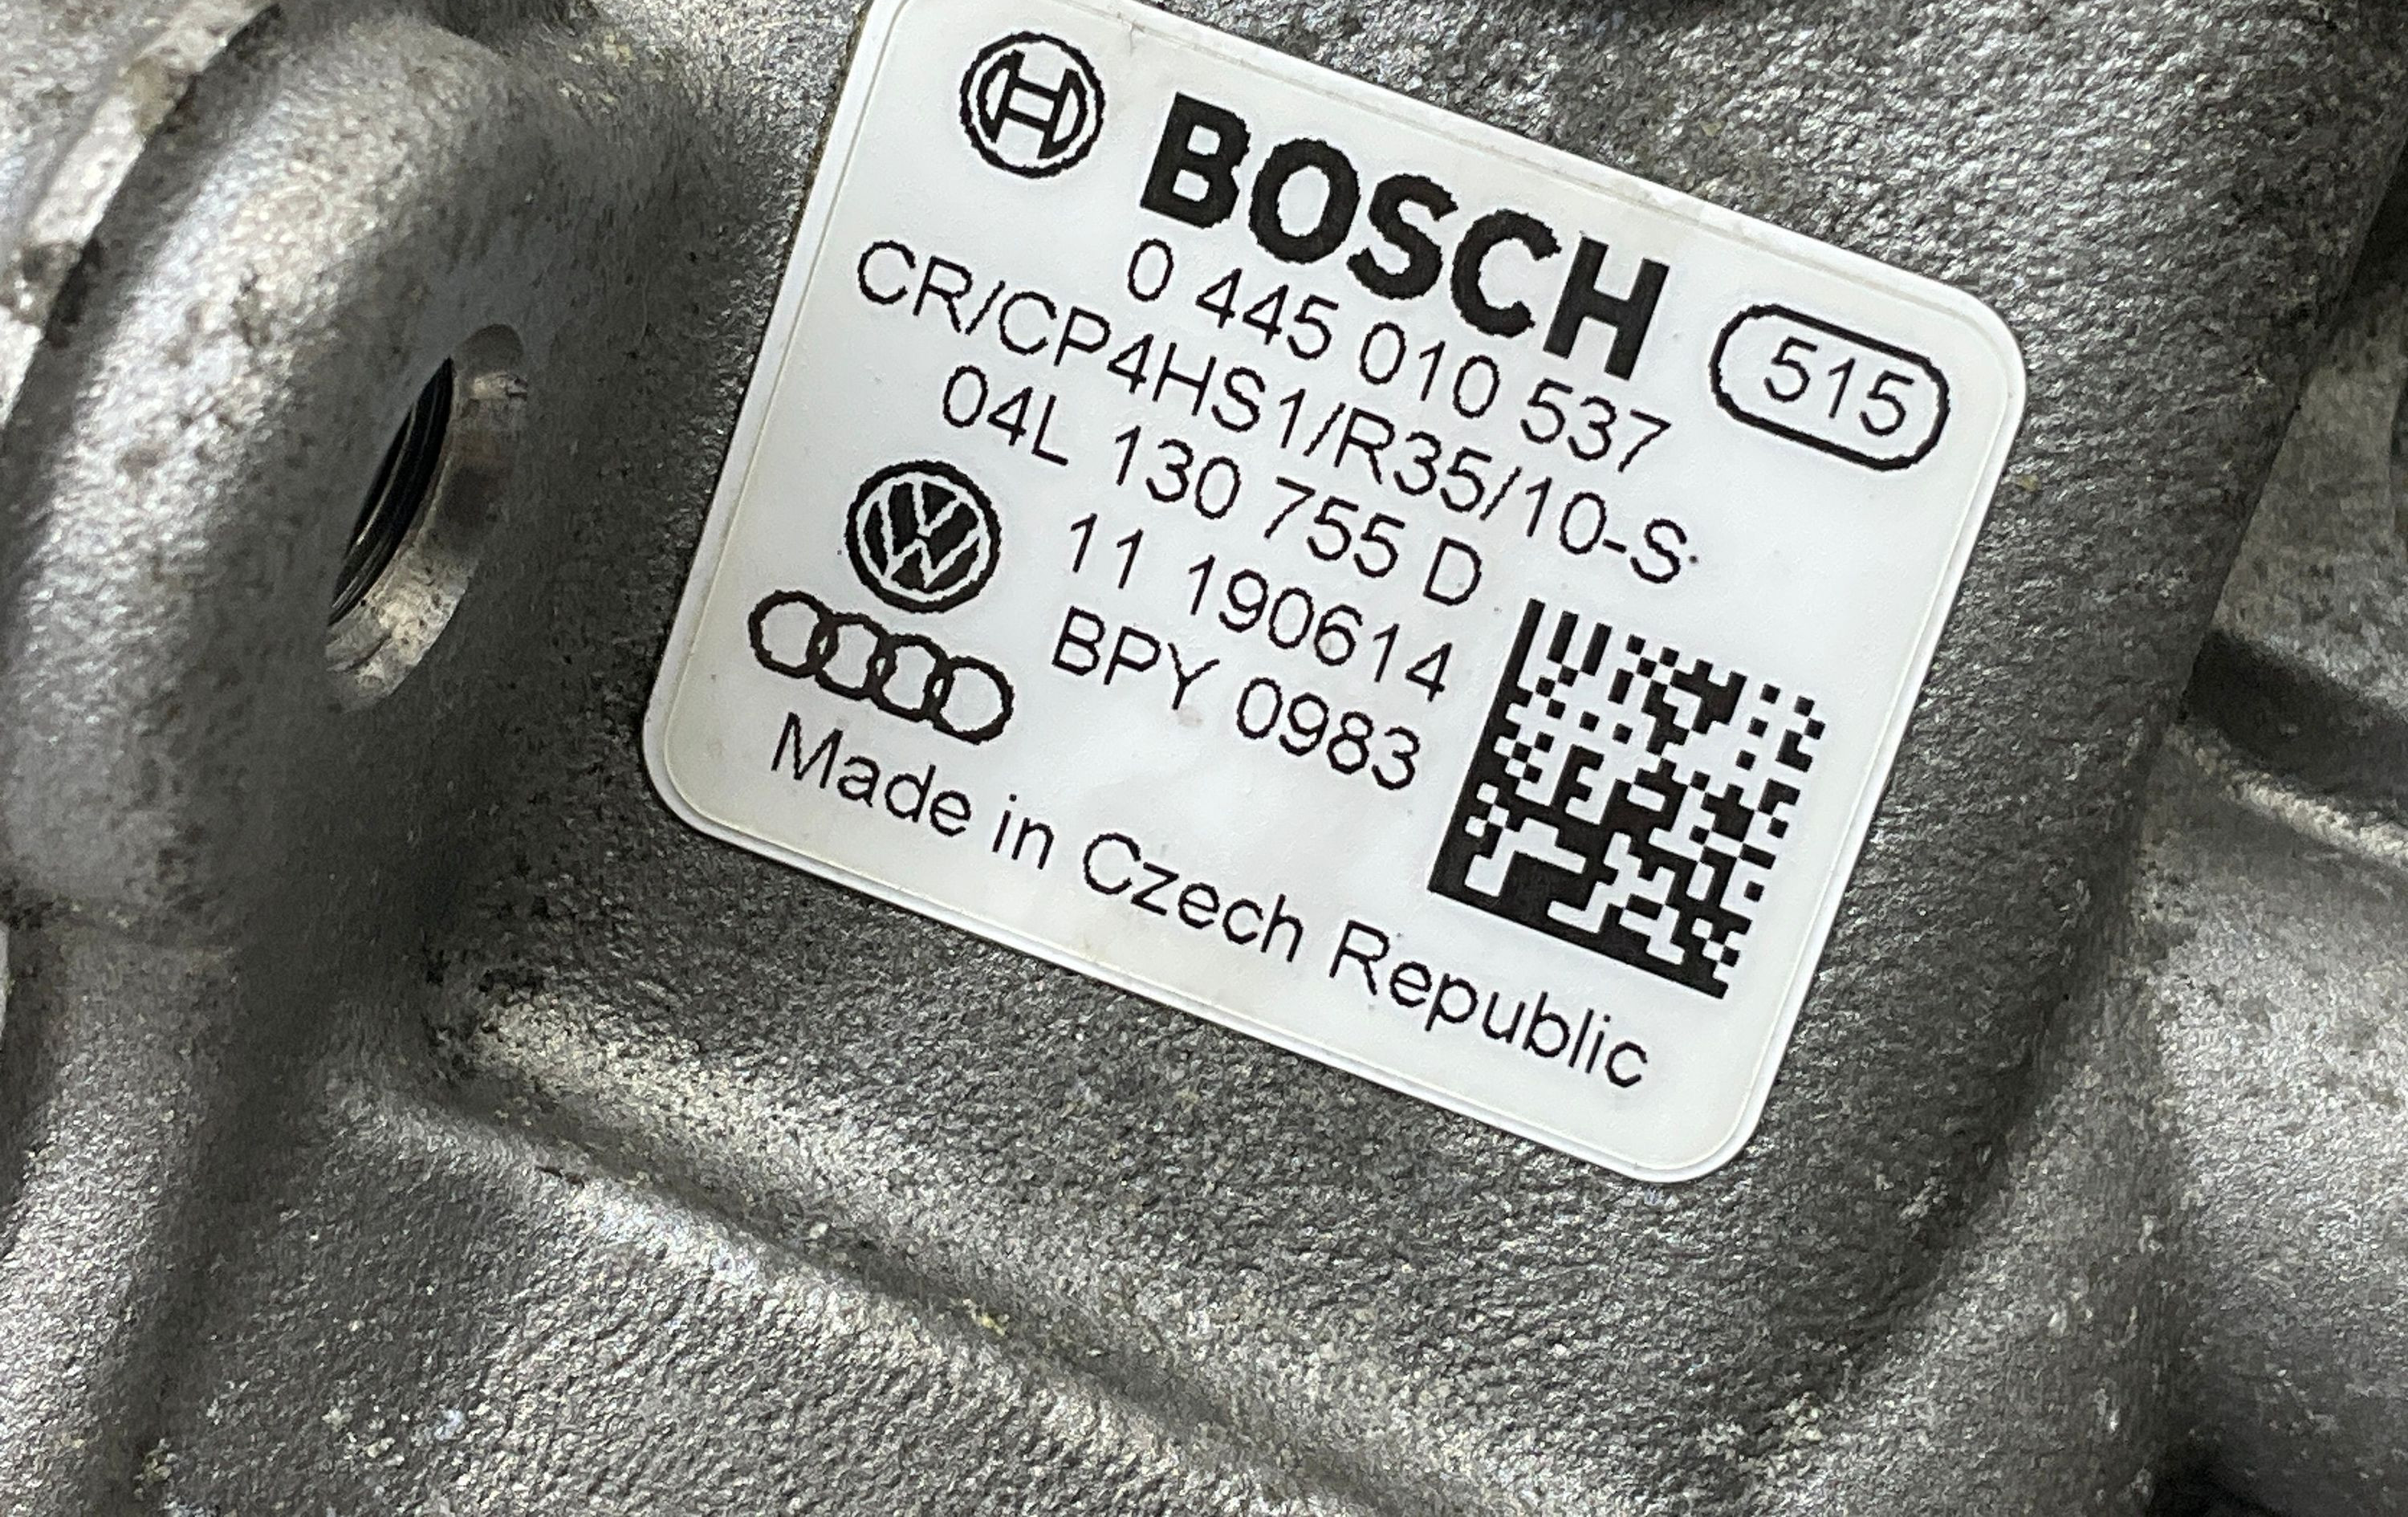 BOSCH
0 445 010 537
515
CR/CP4HS1/R35/10-S
04L 130 755 D
11 190614
BPY 0983
Made in Czech Republic